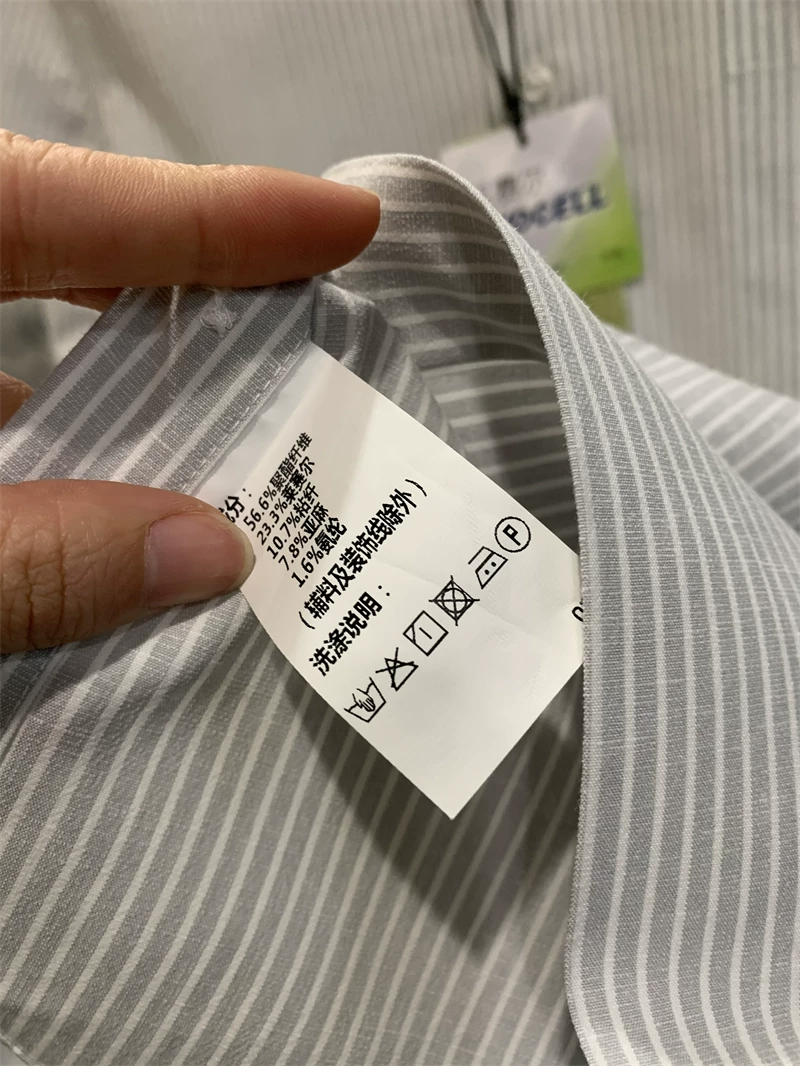 成分：
56.6%聚酯纤维
23.3%莱赛尔
10.7%粘纤
7.8%亚麻
1.6%氨纶
（辅料及装饰线除外）
洗涤说明：
P